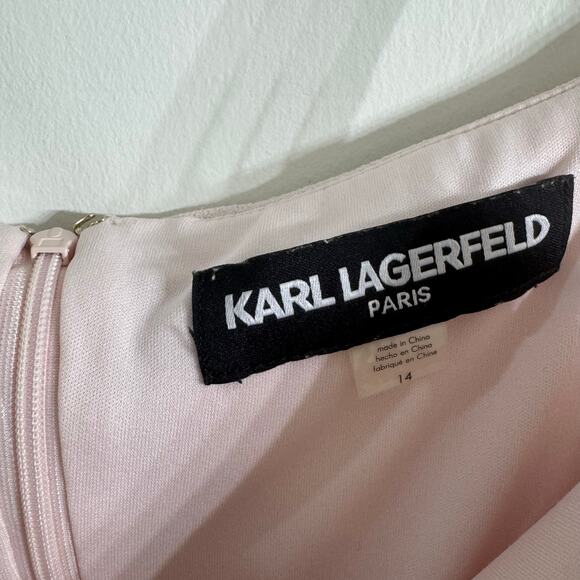 KARL LAGERFELD
PARIS
made in China
hecho en China
fabriqué en Chine
14